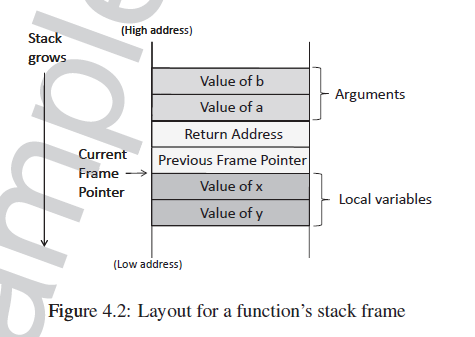 (High address)
Stack
grows
Value of b
Value of a
Arguments
Return Address
Current
Frame
Pointer
Previous Frame Pointer
Value of x
Value of y
Local variables
(Low address)
Figure 4.2: Layout for a function's stack frame